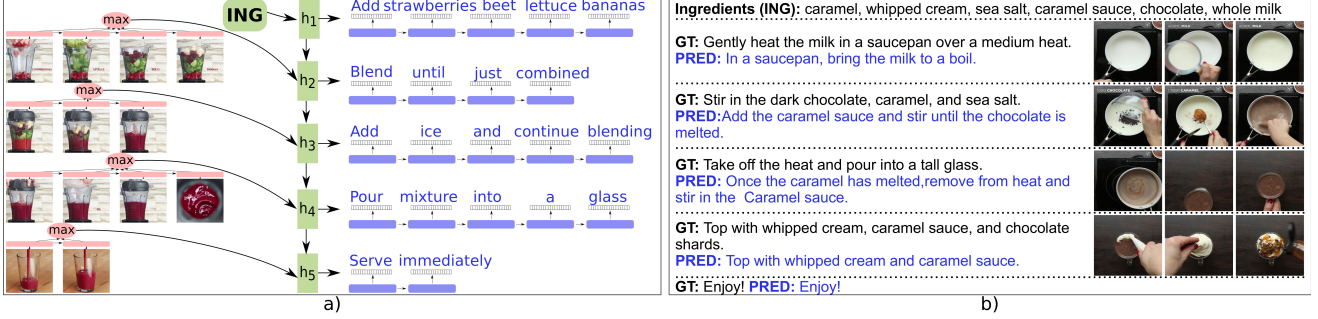 max
ING
h1
Add strawberries beet lettuce bananas
h2
Blend until just combined
max
h3
Add ice and continue blending
max
h4
Pour mixture into a glass
max
h5
Serve immediately
a)
Ingredients (ING): caramel, whipped cream, sea salt, caramel sauce, chocolate, whole milk
GT: Gently heat the milk in a saucepan over a medium heat.
PRED: In a saucepan, bring the milk to a boil.
GT: Stir in the dark chocolate, caramel, and sea salt.
PRED:Add the caramel sauce and stir until the chocolate is
melted.
GT: Take off the heat and pour into a tall glass.
PRED: Once the caramel has melted,remove from heat and
stir in the Caramel sauce.
GT: Top with whipped cream, caramel sauce, and chocolate
shards.
PRED: Top with whipped cream and caramel sauce.
GT: Enjoy! PRED: Enjoy!
b)